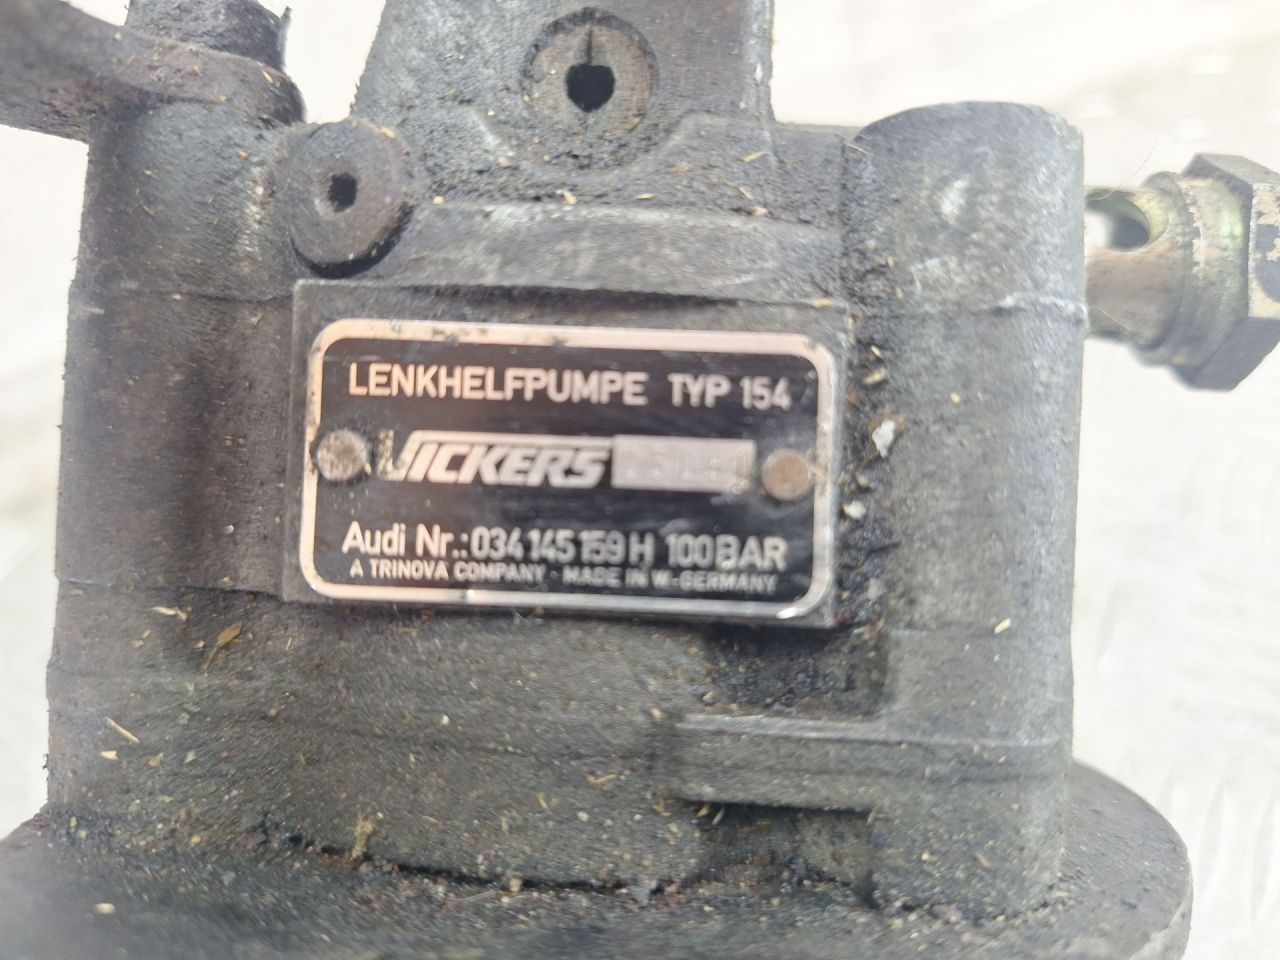 LENKHELFPUMPE TYP 154
VICKERS
Audi Nr.: 034 145 159 H 100 BAR
A TRINOVA COMPANY · MADE IN W.-GERMANY